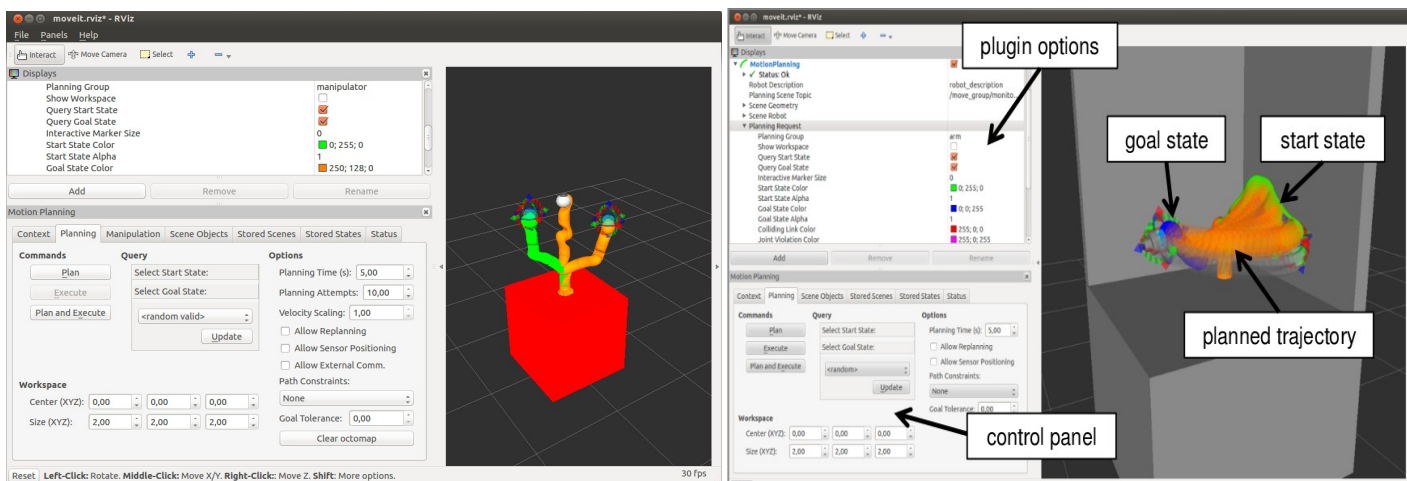 moveit.rviz* - RViz
File Panels Help
Interact Move Camera Select
Displays
Planning Group manipulator
Show Workspace
Query Start State
Query Goal State
Interactive Marker Size 0
Start State Color 0; 255; 0
Start State Alpha 1
Goal State Color 250; 128; 0
Add Remove Rename
Motion Planning
Context Planning Manipulation Scene Objects Stored Scenes Stored States Status
Commands Query Options
Plan Select Start State: Planning Time (s): 5,00
Execute Select Goal State: Planning Attempts: 10,00
Plan and Execute <random valid> Velocity Scaling: 1,00
Update Allow Replanning
Allow Sensor Positioning
Allow External Comm.
Workspace Path Constraints:
Center (XYZ): 0,00 0,00 0,00 None
Size (XYZ): 2,00 2,00 2,00 Goal Tolerance: 0,00
Clear octomap
Reset Left-Click: Rotate. Middle-Click: Move X/Y. Right-Click:: Move Z. Shift: More options. 30 fps
moveit.rviz* - RViz
Interact Move Camera Select
Displays
MotionPlanning
Status: Ok
Robot Description robot_description
Planning Scene Topic /move_group/monito...
Scene Geometry
Scene Robot
Planning Request
Planning Group arm
Show Workspace
Query Start State
Query Goal State
Interactive Marker Size 0
Start State Color 0; 255; 0
Start State Alpha 1
Goal State Color 0; 0; 255
Goal State Alpha 1
Colliding Link Color 255; 0; 0
Joint Violation Color 255; 0; 255
Add Remove Rename
Motion Planning
Context Planning Scene Objects Stored Scenes Stored States Status
Commands Query Options
Plan Select Start State: Planning Time (s): 5,00
Execute Select Goal State: Allow Replanning
Plan and Execute <random> Allow Sensor Positioning
Update Path Constraints:
None
Workspace Goal Tolerance: 0,00
Center (XYZ): 0,00 0,00 0,00
Size (XYZ): 2,00 2,00 2,00
plugin options
goal state
start state
planned trajectory
control panel